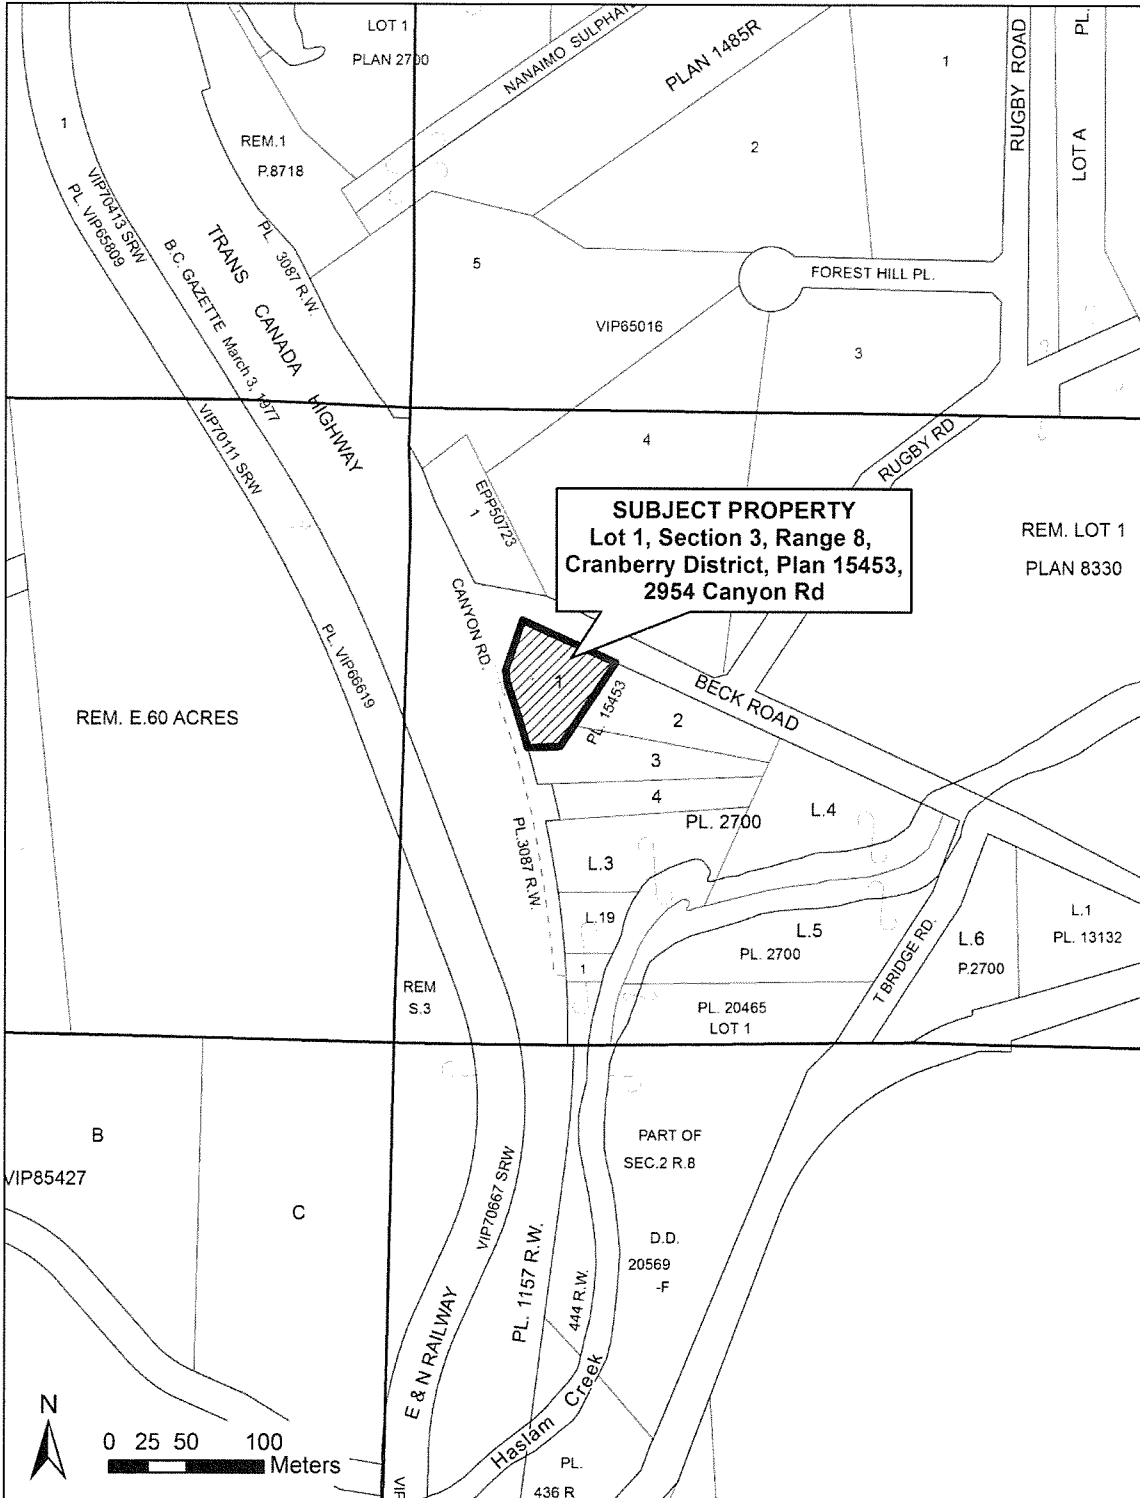 LOT 1
PLAN 2700
NANAIMO SULPHATE
PLAN 1485R
1
RUGBY ROAD
LOT A
PL.
1
REM.1
P.8718
2
VIP70413 SRW
PL. VIP65809
TRANS CANADA HIGHWAY
B.C. GAZETTE March 3, 1977
PL. 3087 R.W.
5
FOREST HILL PL.
VIP65016
3
VIP70111 SRW
4
RUGBY RD
EPP50723
1
SUBJECT PROPERTY
Lot 1, Section 3, Range 8,
Cranberry District, Plan 15453,
2954 Canyon Rd
REM. LOT 1
PLAN 8330
CANYON RD.
PL. VIP66619
1
PL. 15453
BECK ROAD
REM. E.60 ACRES
2
3
4
PL. 2700
L.4
PL.3087 R.W.
L.3
L.19
L.5
PL. 2700
L.6
P.2700
L.1
PL. 13132
T BRIDGE RD.
1
REM
S.3
PL. 20465
LOT 1
B
VIP85427
C
PART OF
SEC.2 R.8
VIP70667 SRW
D.D.
20569
-F
PL. 1157 R.W.
444 R.W.
E & N RAILWAY
Haslam Creek
N
0 25 50 100
Meters
VIP
PL.
436 R